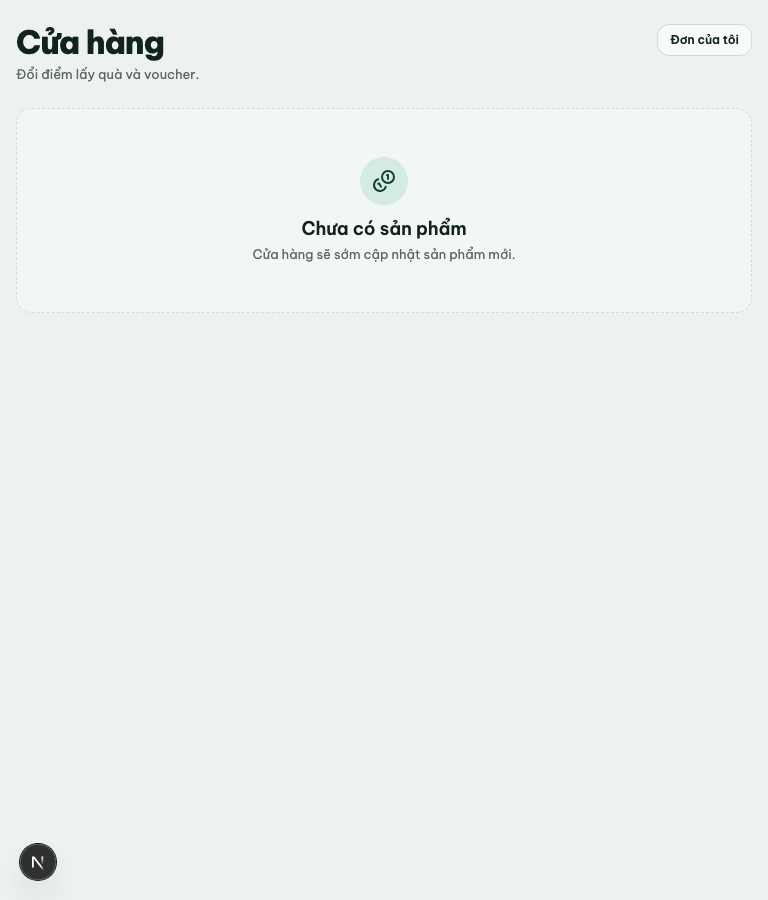 Cửa hàng
Đơn của tôi
Đổi điểm lấy quà và voucher.
Chưa có sản phẩm
Cửa hàng sẽ sớm cập nhật sản phẩm mới.
N